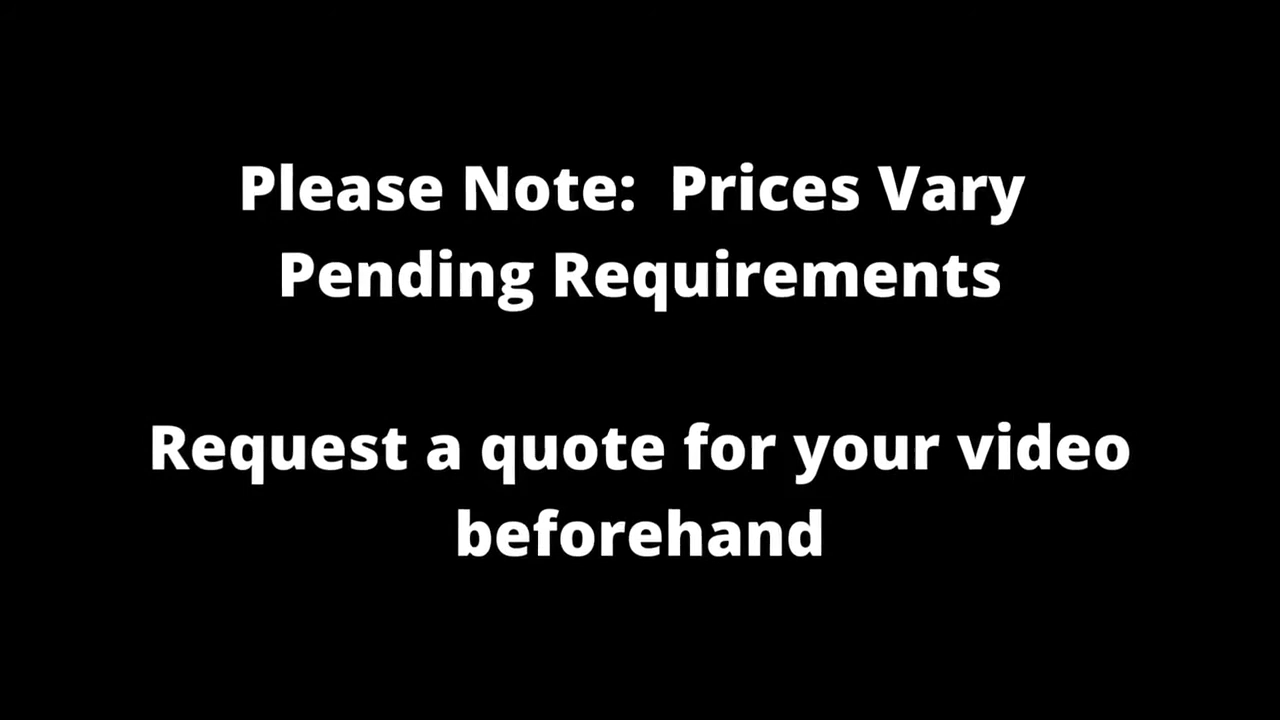 Please Note:  Prices Vary
Pending Requirements
Request a quote for your video
beforehand